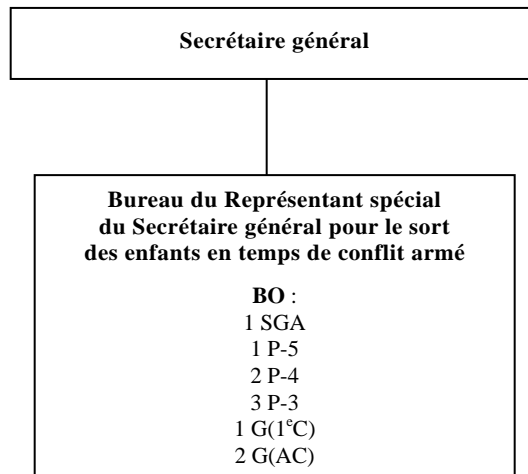 Secrétaire général
Bureau du Représentant spécial
du Secrétaire général pour le sort
des enfants en temps de conflit armé
BO :
1 SGA
1 P-5
2 P-4
3 P-3
1 G(1ᵉC)
2 G(AC)